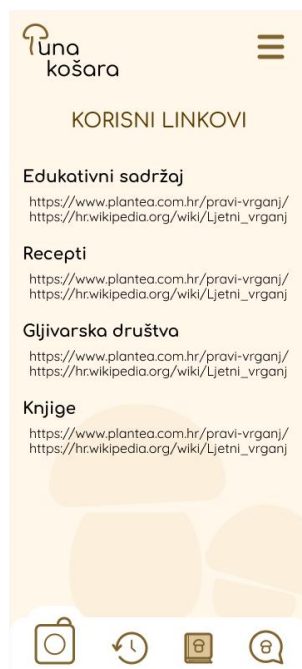 Puna
košara
KORISNI LINKOVI
Edukativni sadržaj
https://www.plantea.com.hr/pravi-vrganj/
https://hr.wikipedia.org/wiki/Ljetni_vrganj
Recepti
https://www.plantea.com.hr/pravi-vrganj/
https://hr.wikipedia.org/wiki/Ljetni_vrganj
Gljivarska društva
https://www.plantea.com.hr/pravi-vrganj/
https://hr.wikipedia.org/wiki/Ljetni_vrganj
Knjige
https://www.plantea.com.hr/pravi-vrganj/
https://hr.wikipedia.org/wiki/Ljetni_vrganj